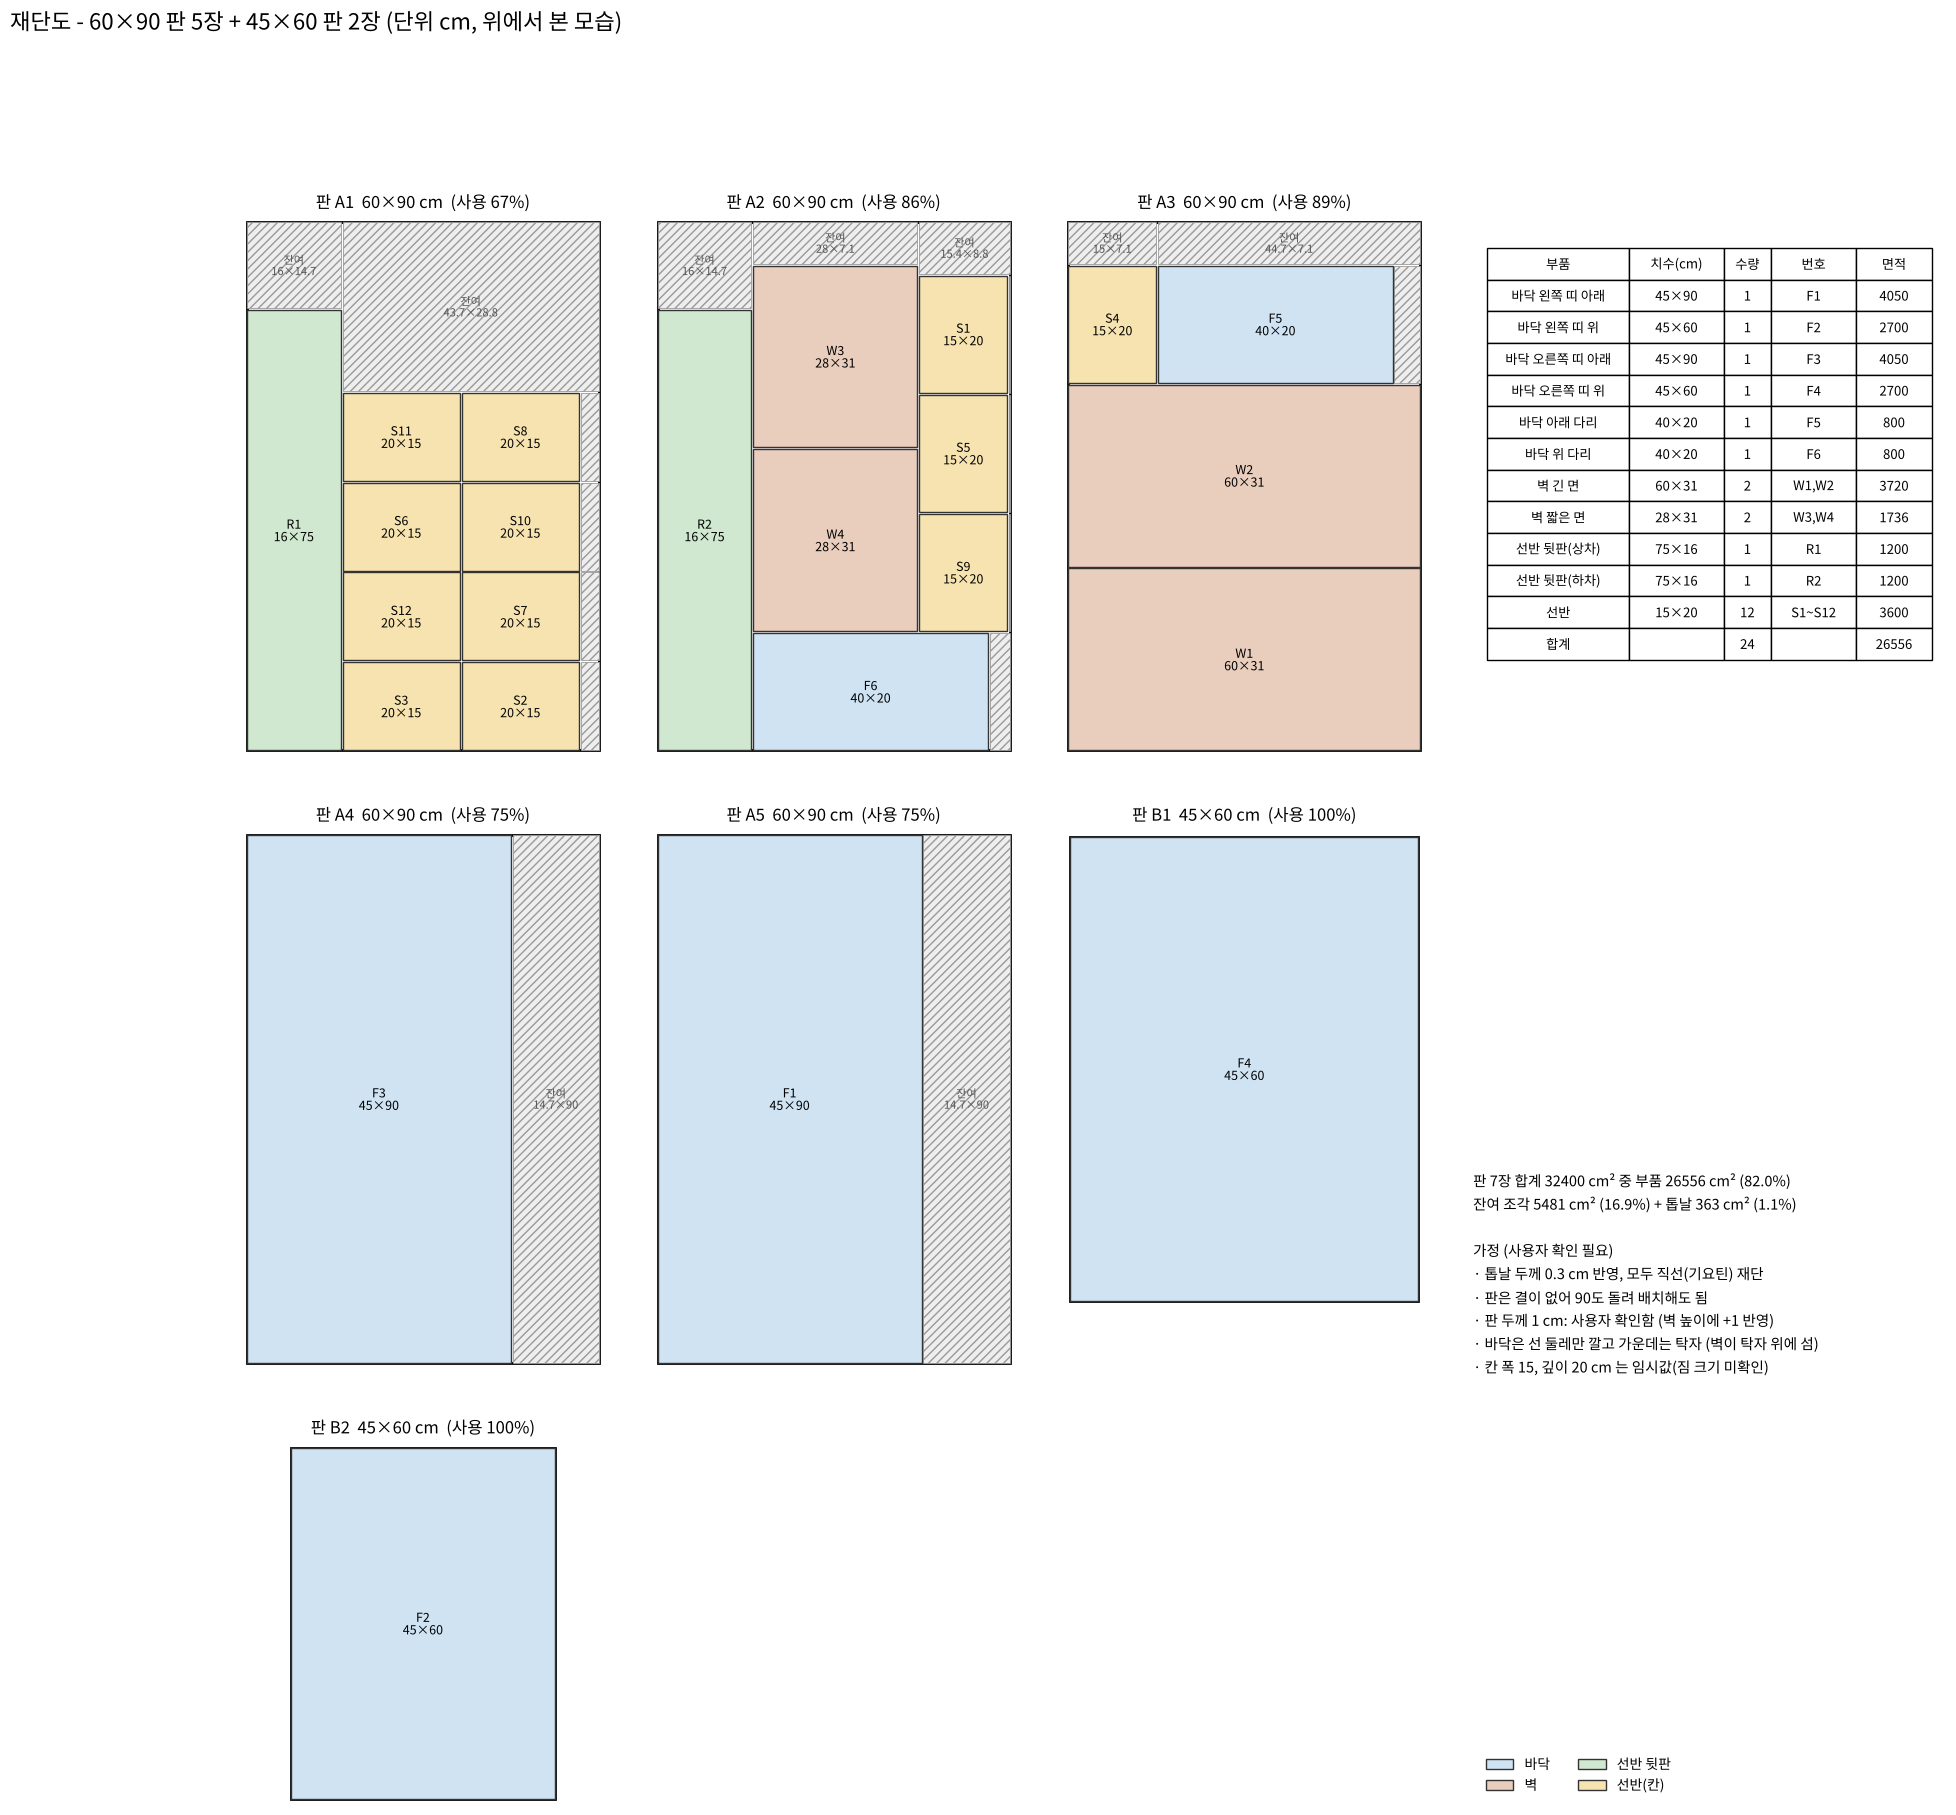 재단도 - 60×90 판 5장 + 45×60 판 2장 (단위 cm, 위에서 본 모습)
판 A1 60×90 cm (사용 67%)
잔여
16×14.7
잔여
43.7×28.8
R1
16×75
S11
20×15
S8
20×15
S6
20×15
S10
20×15
S12
20×15
S7
20×15
S3
20×15
S2
20×15
판 A2 60×90 cm (사용 86%)
잔여
16×14.7
잔여
28×7.1
잔여
15.4×8.8
R2
16×75
W3
28×31
W4
28×31
S1
15×20
S5
15×20
S9
15×20
F6
40×20
판 A3 60×90 cm (사용 89%)
잔여
15×7.1
잔여
44.7×7.1
S4
15×20
F5
40×20
W2
60×31
W1
60×31
부품 치수(cm) 수량 번호 면적
바닥 왼쪽 띠 아래 45×90 1 F1 4050
바닥 왼쪽 띠 위 45×60 1 F2 2700
바닥 오른쪽 띠 아래 45×90 1 F3 4050
바닥 오른쪽 띠 위 45×60 1 F4 2700
바닥 아래 다리 40×20 1 F5 800
바닥 위 다리 40×20 1 F6 800
벽 긴 면 60×31 2 W1,W2 3720
벽 짧은 면 28×31 2 W3,W4 1736
선반 뒷판(상차) 75×16 1 R1 1200
선반 뒷판(하차) 75×16 1 R2 1200
선반 15×20 12 S1~S12 3600
합계 24 26556
판 A4 60×90 cm (사용 75%)
F3
45×90
잔여
14.7×90
판 A5 60×90 cm (사용 75%)
F1
45×90
잔여
14.7×90
판 B1 45×60 cm (사용 100%)
F4
45×60
판 7장 합계 32400 cm² 중 부품 26556 cm² (82.0%)
잔여 조각 5481 cm² (16.9%) + 톱날 363 cm² (1.1%)
가정 (사용자 확인 필요)
· 톱날 두께 0.3 cm 반영, 모두 직선(기요틴) 재단
· 판은 결이 없어 90도 돌려 배치해도 됨
· 판 두께 1 cm: 사용자 확인함 (벽 높이에 +1 반영)
· 바닥은 선 둘레만 깔고 가운데는 탁자 (벽이 탁자 위에 섬)
· 칸 폭 15, 깊이 20 cm 는 임시값(짐 크기 미확인)
판 B2 45×60 cm (사용 100%)
F2
45×60
바닥
벽
선반 뒷판
선반(칸)